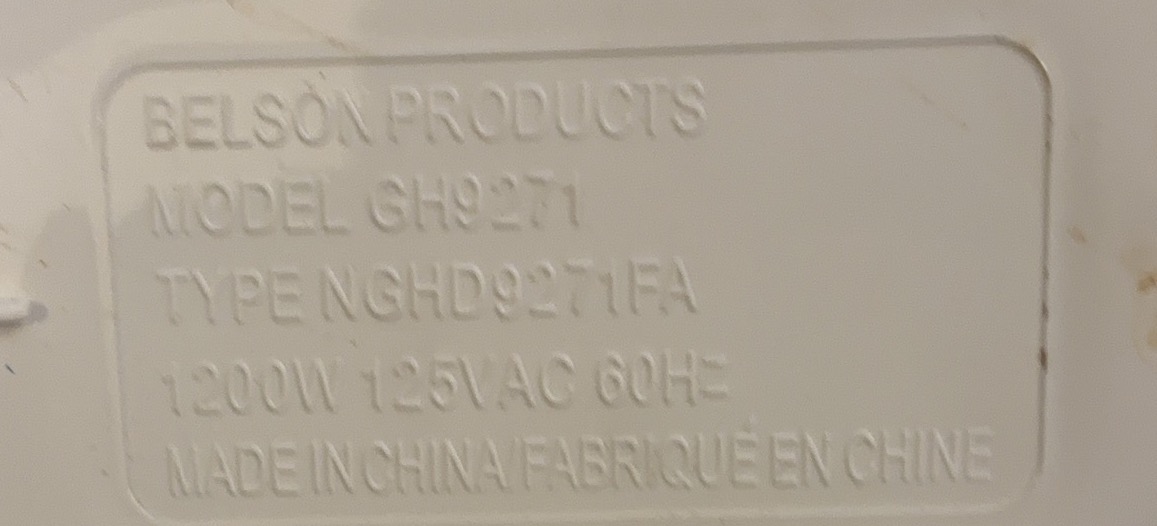 BELSON PRODUCTS
MODEL GH9271
TYPE NGHD9271FA
1200W 125VAC 60Hz
MADE IN CHINA/FABRIQUÉ EN CHINE